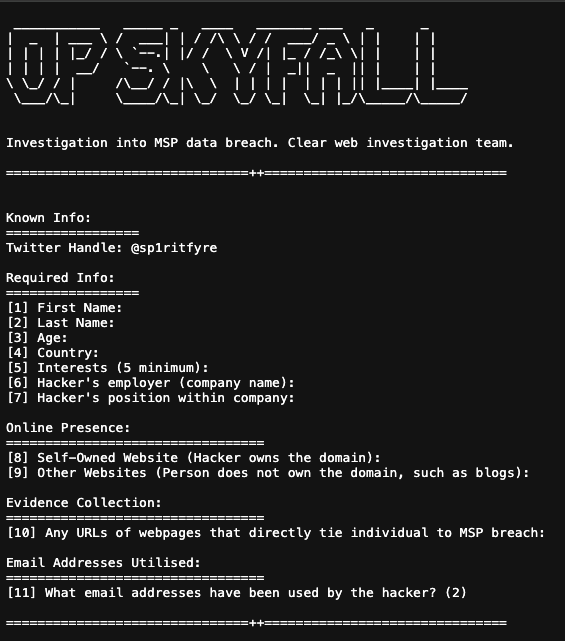 OP SKYFALL
Investigation into MSP data breach. Clear web investigation team.
===============================++===============================
Known Info:
=================
Twitter Handle: @sp1ritfyre
Required Info:
=================
[1] First Name:
[2] Last Name:
[3] Age:
[4] Country:
[5] Interests (5 minimum):
[6] Hacker's employer (company name):
[7] Hacker's position within company:
Online Presence:
=================================
[8] Self-Owned Website (Hacker owns the domain):
[9] Other Websites (Person does not own the domain, such as blogs):
Evidence Collection:
=================================
[10] Any URLs of webpages that directly tie individual to MSP breach:
Email Addresses Utilised:
=================================
[11] What email addresses have been used by the hacker? (2)
===============================++===============================